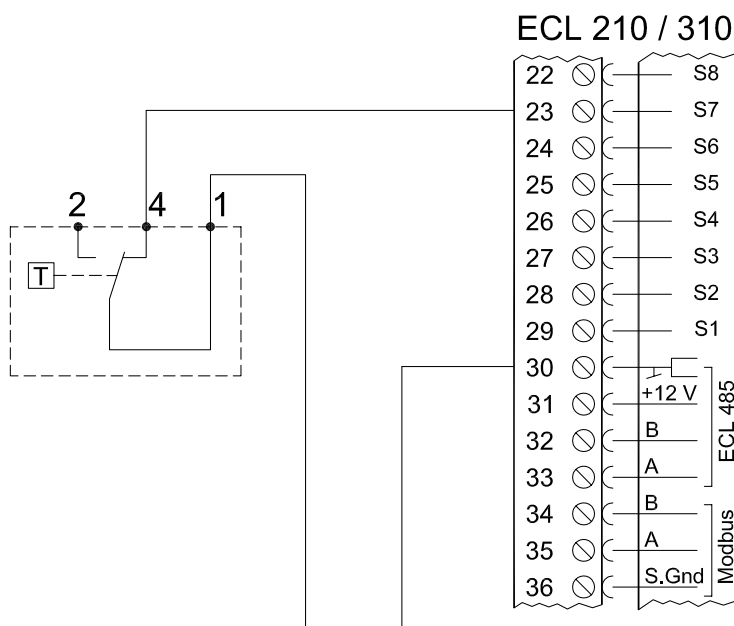 ECL 210 / 310
22 S8
23 S7
24 S6
25 S5
26 S4
27 S3
28 S2
29 S1
30
31 +12 V
32 B
33 A
ECL 485
34 B
35 A
36 S.Gnd
Modbus
2 4 1
T